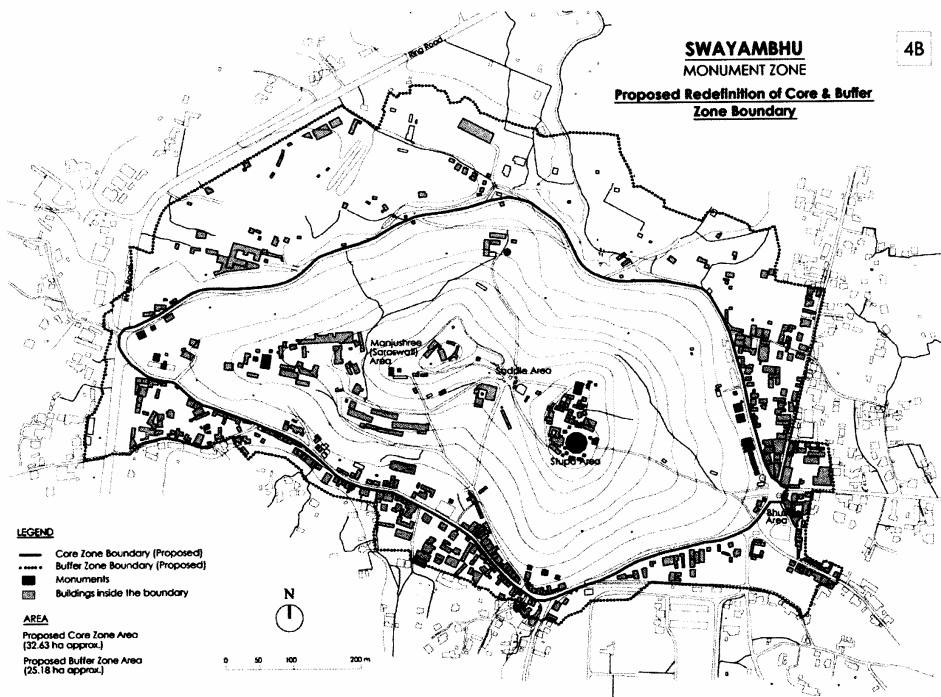 SWAYAMBHU
MONUMENT ZONE
Proposed Redefinition of Core & Buffer
Zone Boundary
4B
Ring Road
Manjushree
(Saraswati)
Area
Saddle Area
Stupa Area
Area
LEGEND
Core Zone Boundary (Proposed)
Buffer Zone Boundary (Proposed)
Monuments
Buildings inside the boundary
AREA
Proposed Core Zone Area
(32.63 ha approx.)
Proposed Buffer Zone Area
(25.18 ha approx.)
N
0 50 100 200 m